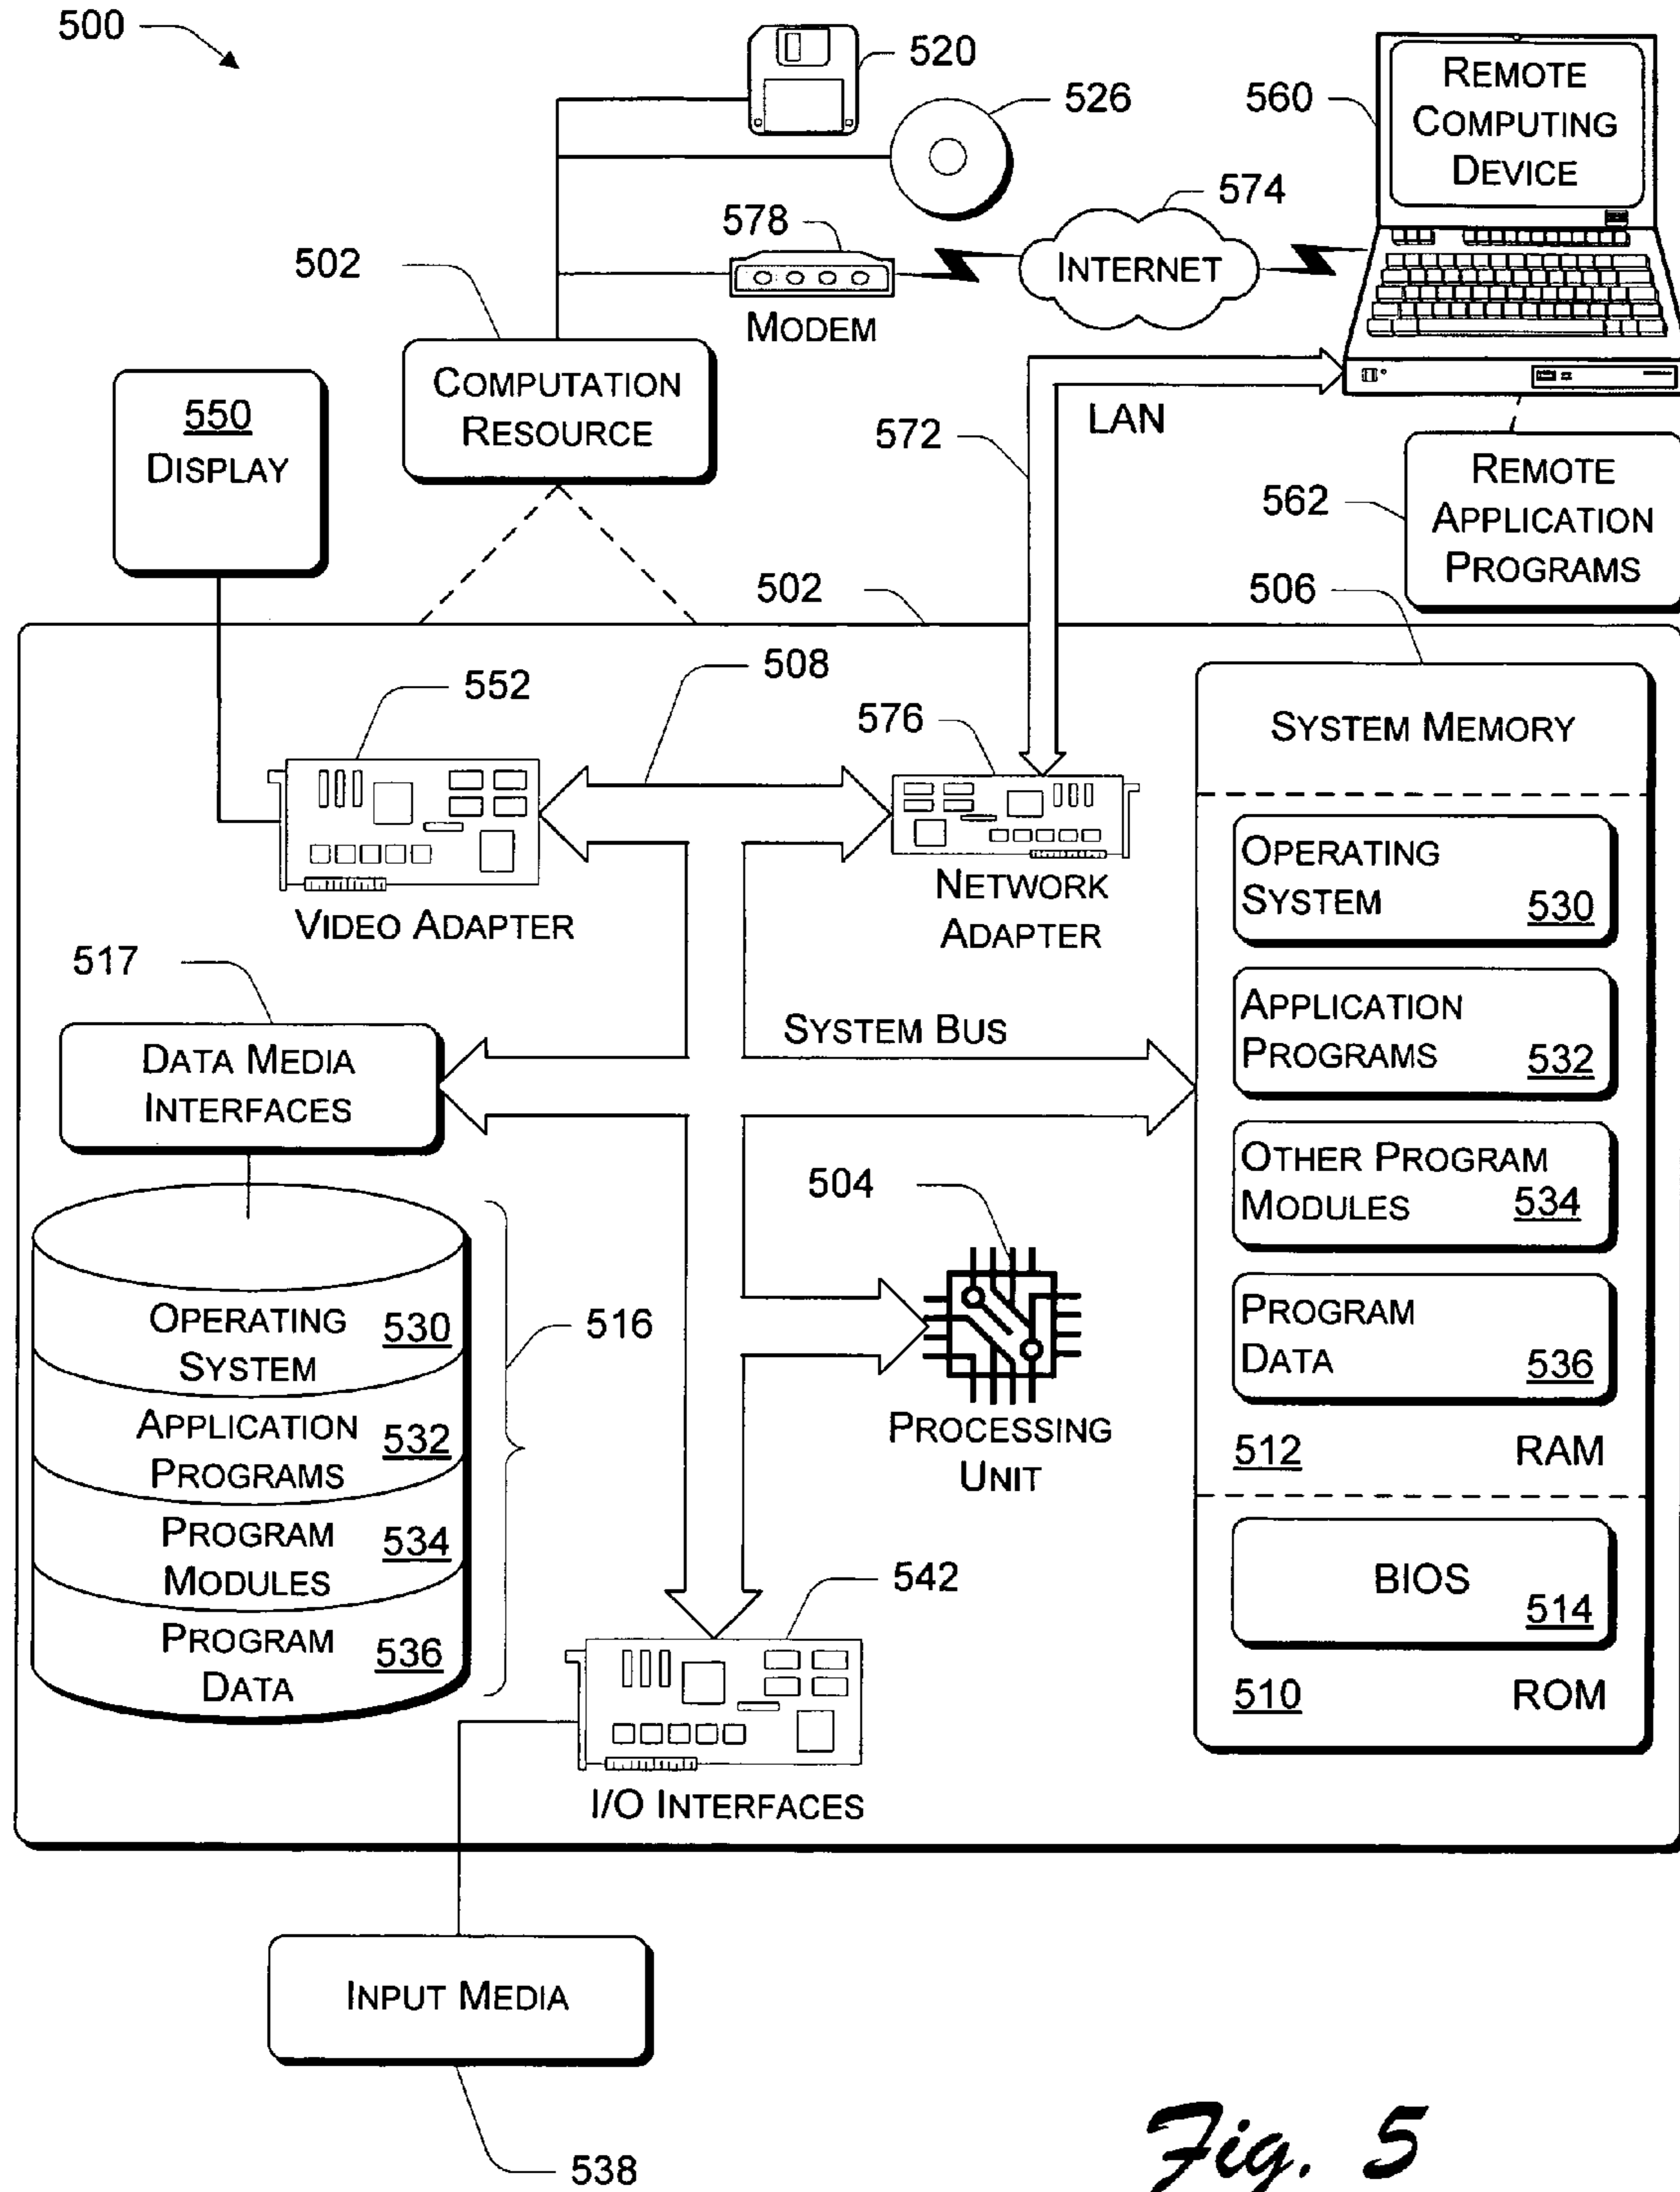 500
520
526
560
REMOTE
COMPUTING
DEVICE
574
578
INTERNET
MODEM
502
COMPUTATION
RESOURCE
550
DISPLAY
572
LAN
562
REMOTE
APPLICATION
PROGRAMS
502
506
508
552
576
VIDEO ADAPTER
NETWORK
ADAPTER
SYSTEM MEMORY
OPERATING
SYSTEM 530
APPLICATION
PROGRAMS 532
OTHER PROGRAM
MODULES 534
PROGRAM
DATA 536
512 RAM
BIOS
514
510 ROM
517
DATA MEDIA
INTERFACES
SYSTEM BUS
504
PROCESSING
UNIT
516
OPERATING 530
SYSTEM
APPLICATION 532
PROGRAMS
PROGRAM 534
MODULES
PROGRAM 536
DATA
542
I/O INTERFACES
INPUT MEDIA
538
Fig. 5